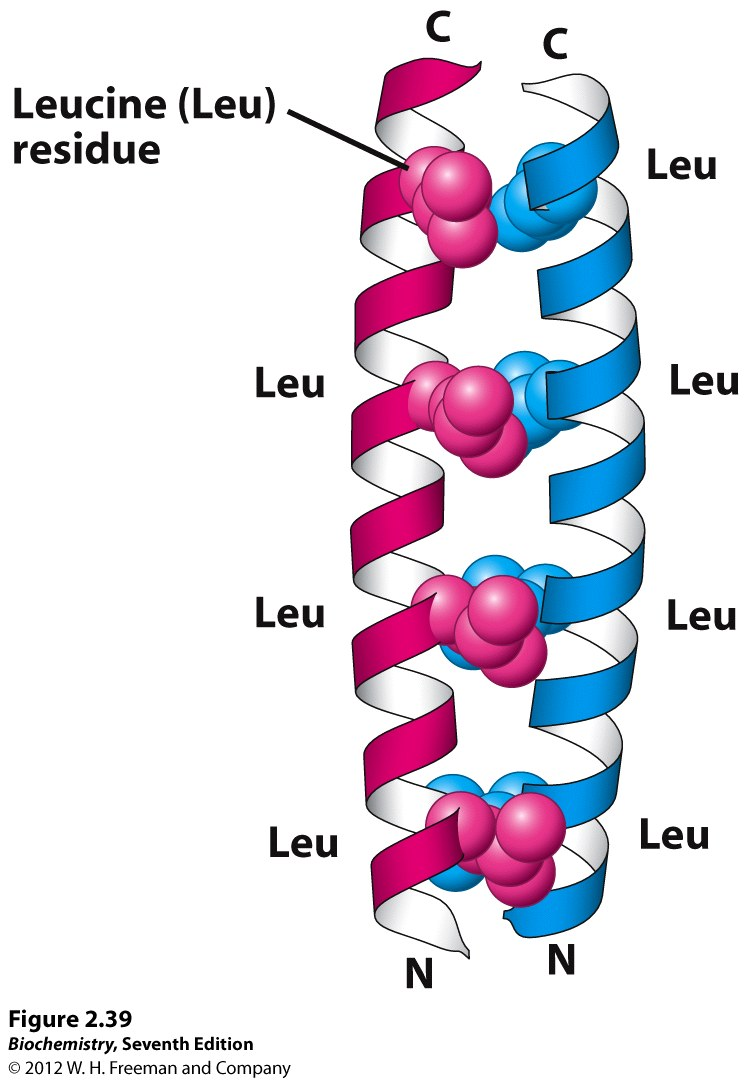 C
C
Leucine (Leu)
residue
Leu
Leu
Leu
Leu
Leu
Leu
Leu
N
N
Figure 2.39
Biochemistry, Seventh Edition
© 2012 W. H. Freeman and Company